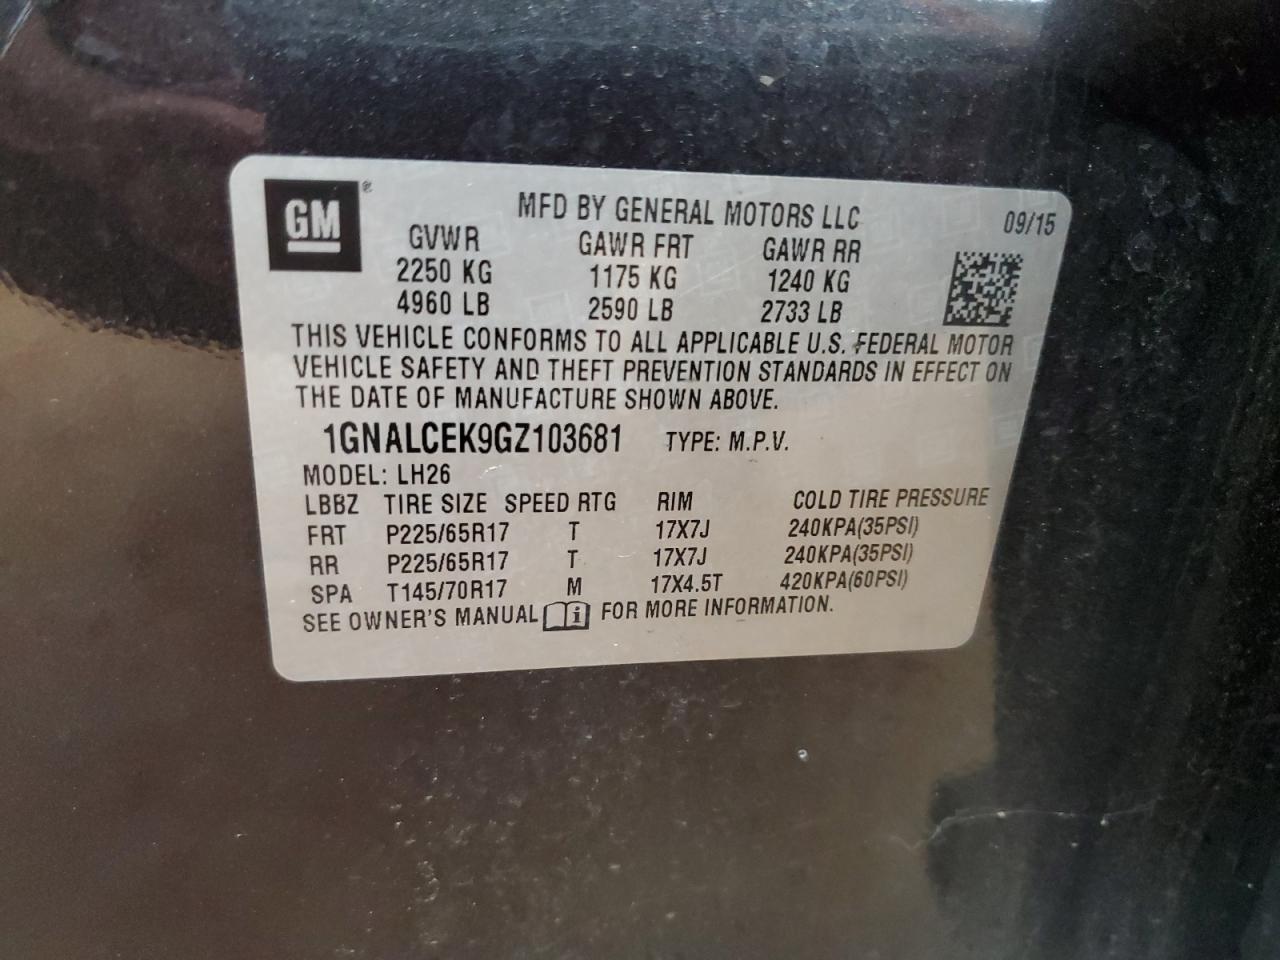 GM®
MFD BY GENERAL MOTORS LLC 09/15
GVWR GAWR FRT GAWR RR
2250 KG 1175 KG 1240 KG
4960 LB 2590 LB 2733 LB
THIS VEHICLE CONFORMS TO ALL APPLICABLE U.S. FEDERAL MOTOR
VEHICLE SAFETY AND THEFT PREVENTION STANDARDS IN EFFECT ON
THE DATE OF MANUFACTURE SHOWN ABOVE.
1GNALCEK9GZ103681 TYPE: M.P.V.
MODEL: LH26
LBBZ TIRE SIZE SPEED RTG RIM COLD TIRE PRESSURE
FRT P225/65R17 T 17X7J 240KPA(35PSI)
RR P225/65R17 T 17X7J 240KPA(35PSI)
SPA T145/70R17 M 17X4.5T 420KPA(60PSI)
SEE OWNER'S MANUAL i FOR MORE INFORMATION.